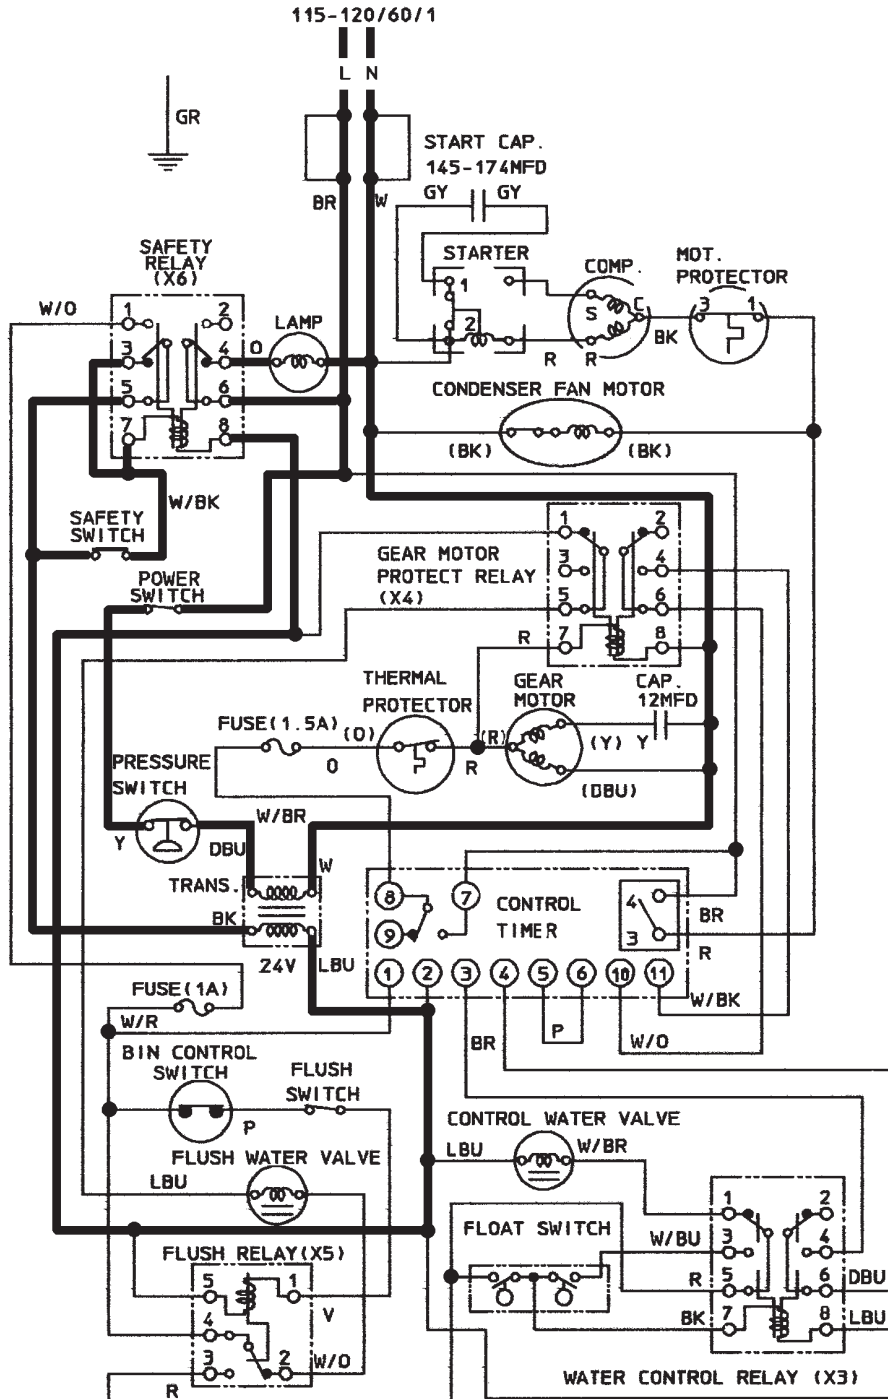 115-120/60/1
L N
GR
START CAP.
145-174MFD
GY GY
BR W
SAFETY
RELAY
(X6)
STARTER
COMP.
MOT.
PROTECTOR
W/O
1 2
LAMP
1
S C
3 1
3 4
O
2
BK
R R
5 6
CONDENSER FAN MOTOR
7 8
(BK) (BK)
W/BK
SAFETY
SWITCH
1 2
GEAR MOTOR
PROTECT RELAY
(X4)
3 4
POWER
SWITCH
5 6
R
7 8
THERMAL
PROTECTOR
GEAR
MOTOR
CAP.
12MFD
FUSE(1.5A)
(O)
O
R
(R)
(Y) Y
(DBU)
PRESSURE
SWITCH
W/BR
Y
DBU
W
TRANS.
8 7
CONTROL
TIMER
4
BR
BK
9
3
R
24V
LBU
1 2 3 4 5 6 10 11
FUSE(1A)
W/BK
W/R
BR
P
W/O
BIN CONTROL
SWITCH
FLUSH
SWITCH
P
CONTROL WATER VALVE
LBU W/BR
FLUSH WATER VALVE
LBU
1 2
FLOAT SWITCH
W/BU
3 4
FLUSH RELAY(X5)
5 1
R
5 6
DBU
V
BK
7 8
LBU
4
3 2
W/O
R
WATER CONTROL RELAY (X3)